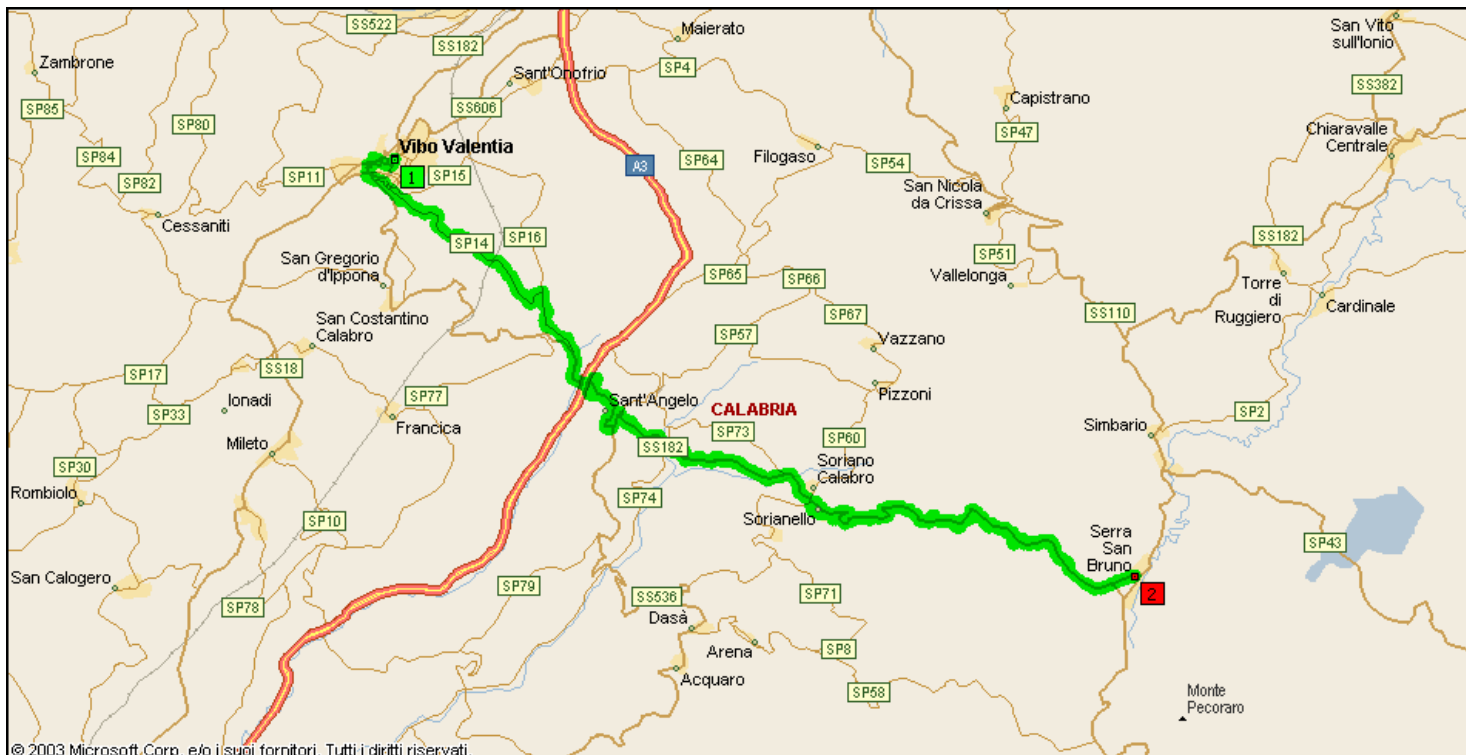 SS522
San Vito
sull'Ionio
Maierato
SS182
Zambrone
Sant'Onofrio
SP4
SS382
SP85
SS606
Capistrano
SP80
SP47
Chiaravalle
Centrale
Vibo Valentia
SP84
SP64
Filogaso
SP54
A3
SP11
1
SP15
SP82
San Nicola
da Crissa
Cessaniti
SP14
SP16
SS182
San Gregorio
d'Ippona
SP51
SP65
Vallelonga
SP66
Torre
di
Ruggiero
Cardinale
San Costantino
Calabro
SP67
SS110
SP57
Vazzano
SS18
SP17
SP77
Pizzoni
Ionadi
SP33
Sant'Angelo
CALABRIA
SP2
Francica
SP73
Simbario
Mileto
SS182
SP60
SP30
Soriano
Calabro
Rombiolo
SP74
SP10
Sorianello
Serra
San
Bruno
SP43
San Calogero
SP79
SS536
SP71
2
SP78
Dasà
Arena
SP8
Acquaro
SP58
Monte
Pecoraro
© 2003 Microsoft Corp. e/o i suoi fornitori. Tutti i diritti riservati.